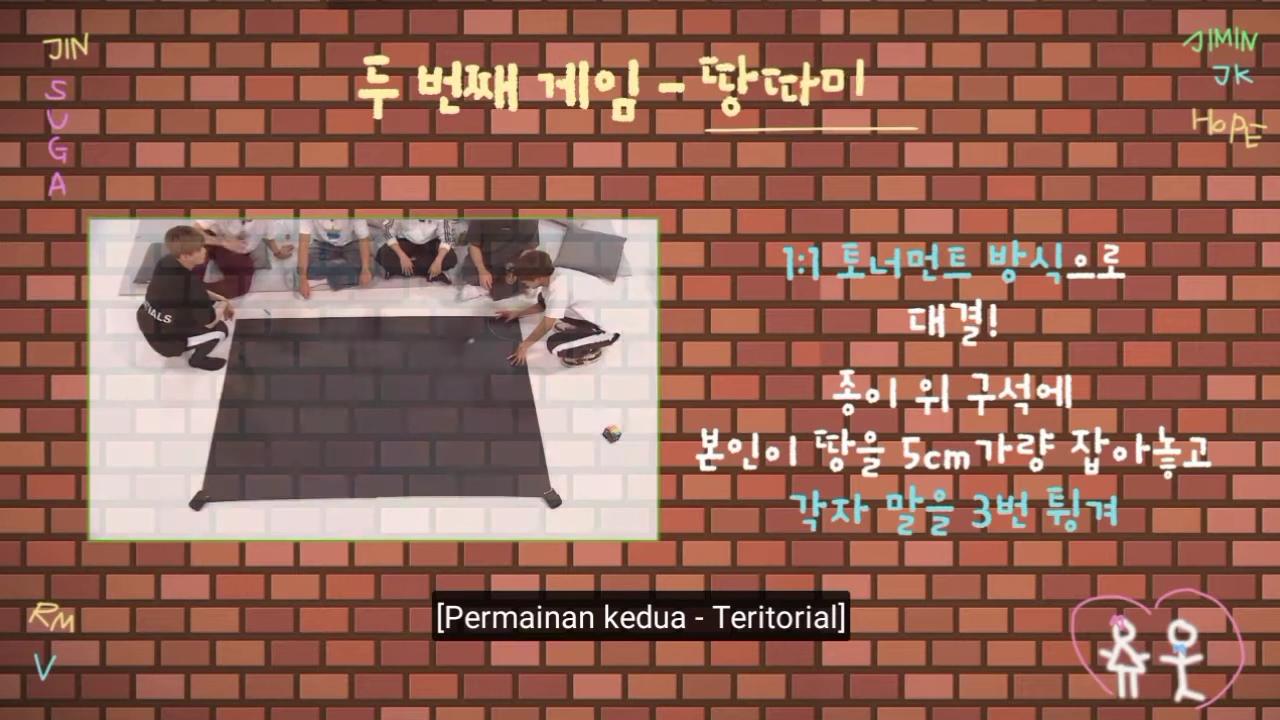 JIN
SUGA
JIMIN
JK
HOPE
두 번째 게임 - 땅따미
1:1 토너먼트 방식으로
대결!
종이 위 구석에
본인이 땅을 5cm가량 잡아놓고
각자 말을 3번 튕겨
IALS
[Permainan kedua - Teritorial]
RM
V